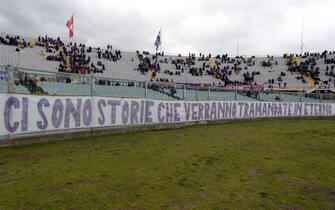 CI SONO STORIE CHE VERRANNO TRAMANDATE IN ETERNO